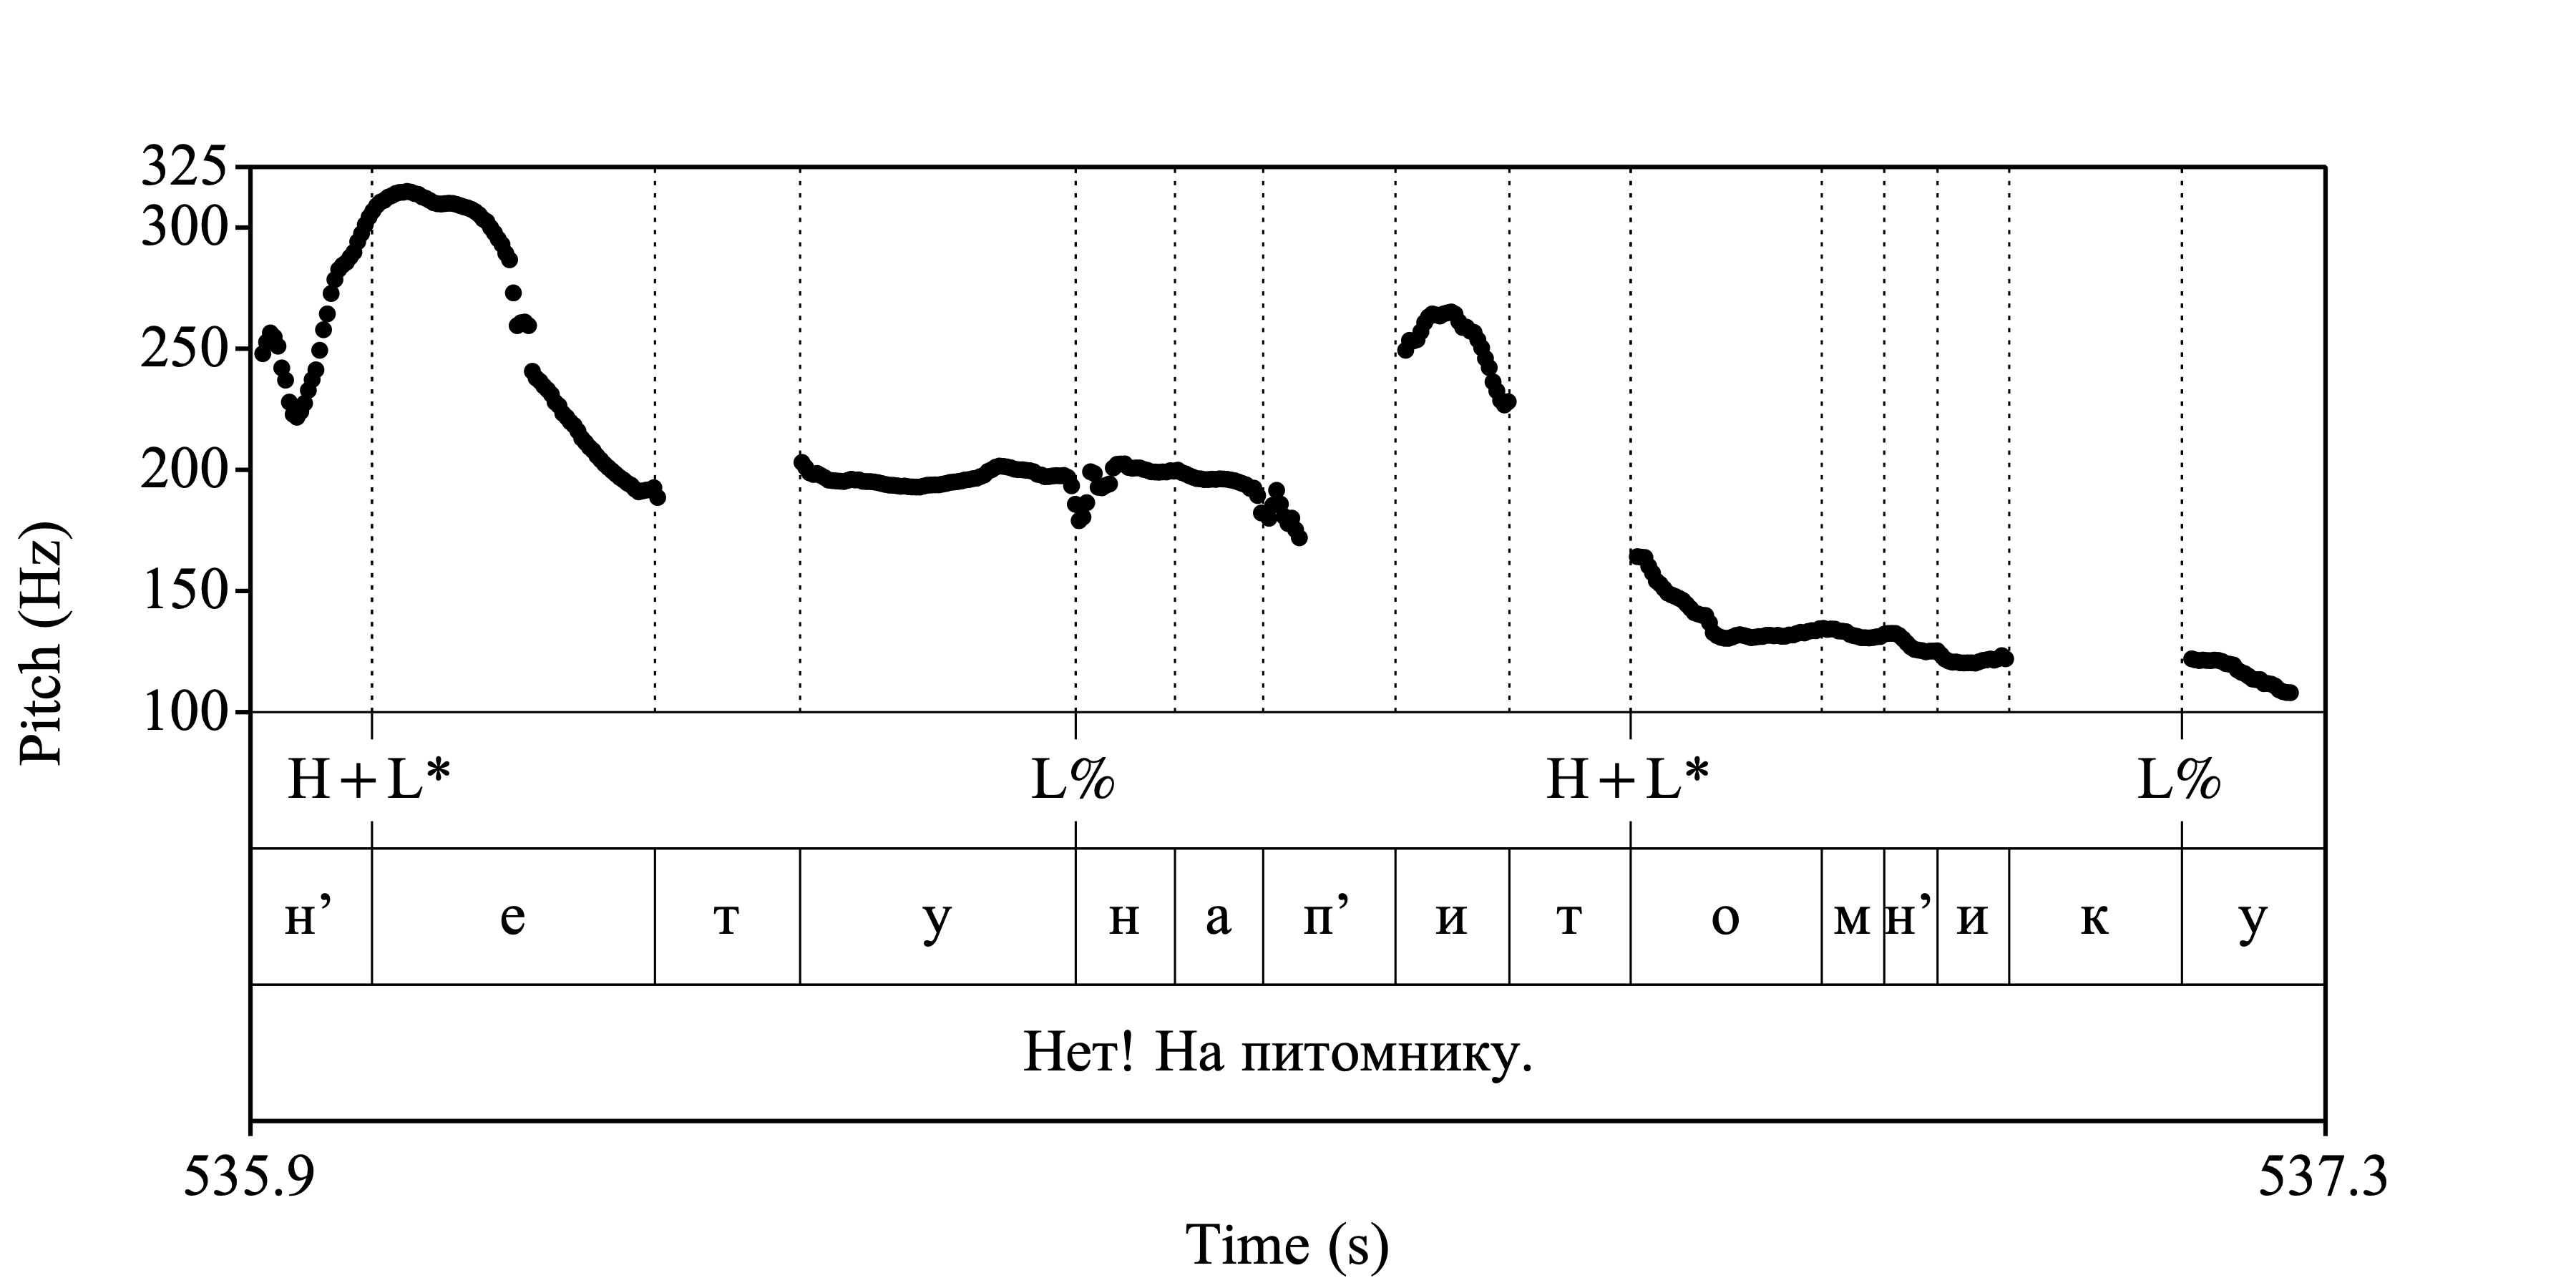 325
300
250
200
150
100
Pitch (Hz)
H+L* L% H+L* L%
н’ е т у н а п’ и т о м н’ и к у
Нет! На питомнику.
535.9 537.3
Time (s)